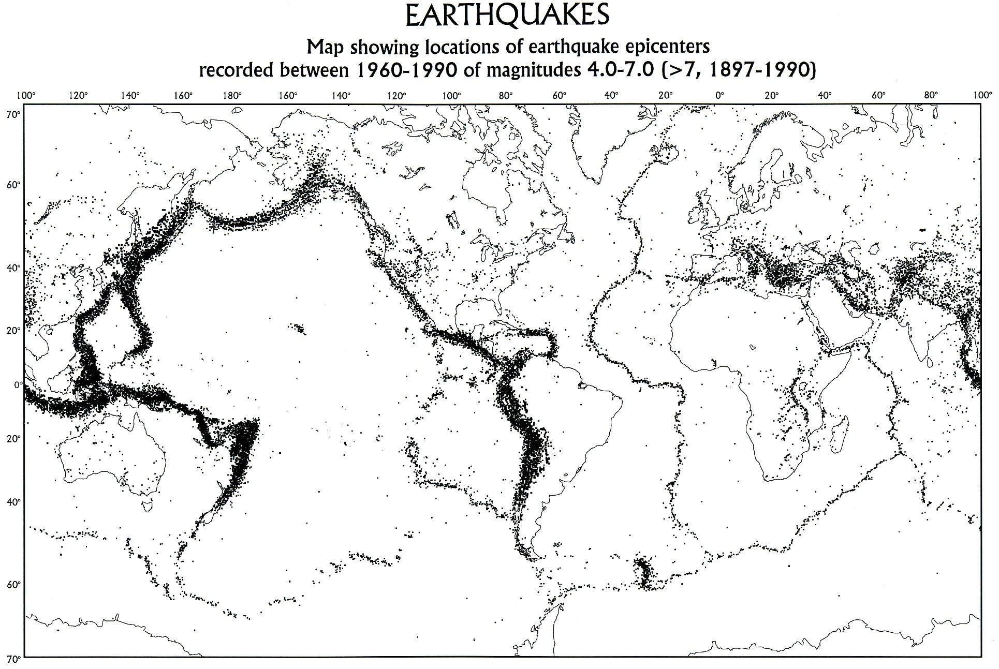 EARTHQUAKES
Map showing locations of earthquake epicenters
recorded between 1960-1990 of magnitudes 4.0-7.0 (>7, 1897-1990)
100° 120° 140° 160° 180° 160° 140° 120° 100° 80° 60° 40° 20° 0° 20° 40° 60° 80° 100°
70°
60°
40°
20°
0°
20°
40°
60°
70°